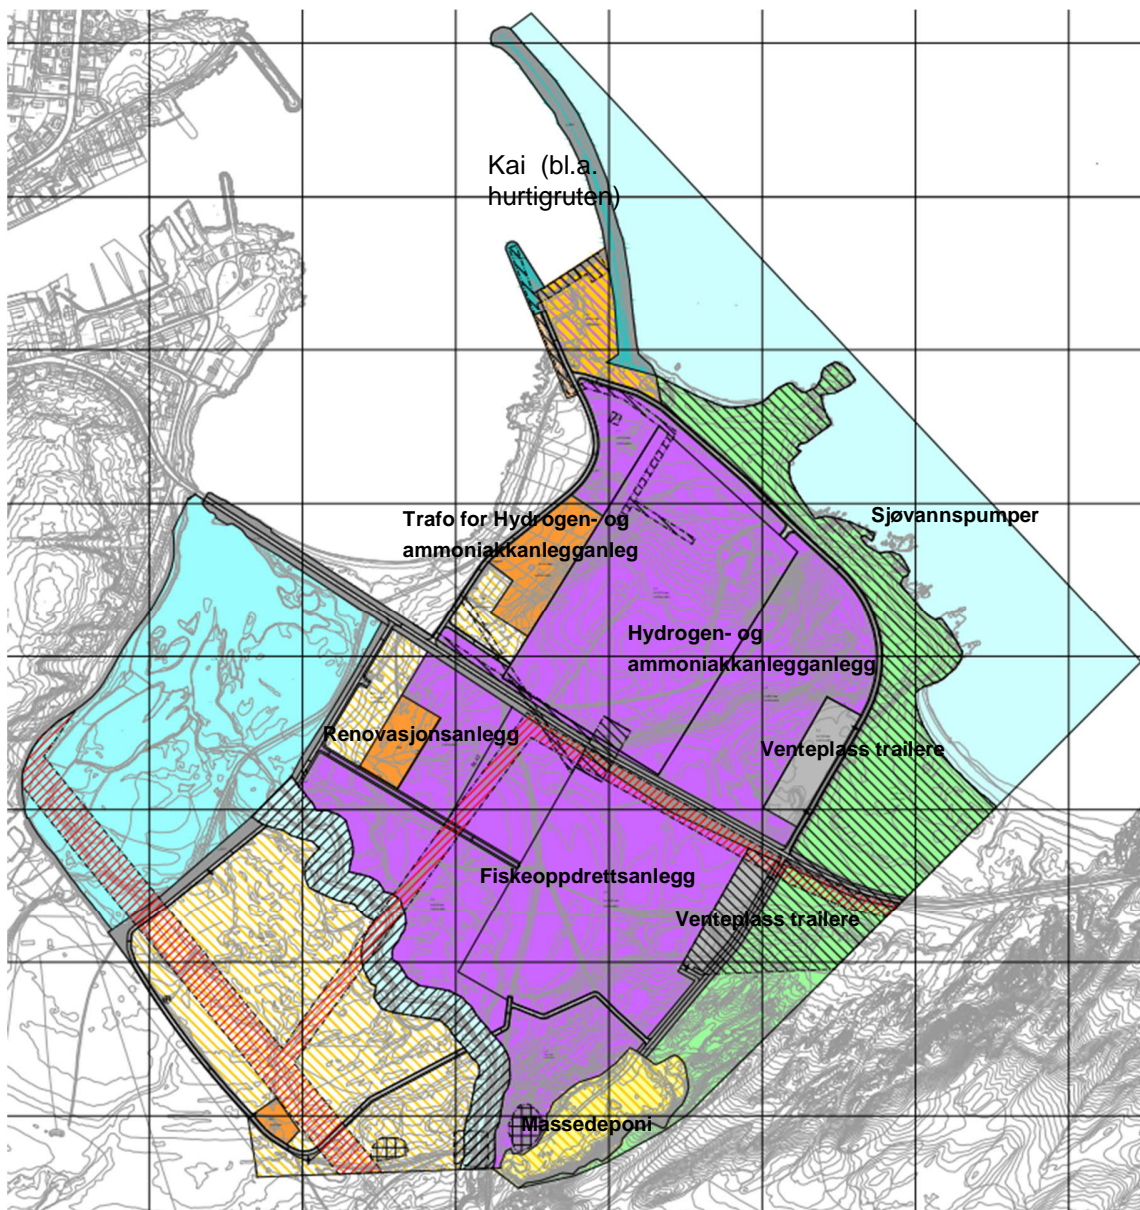 Kai (bl.a.
hurtigruten)
Trafo for Hydrogen- og
ammoniakkanlegganleg
Sjøvannspumper
Hydrogen- og
ammoniakkanlegganlegg
Renovasjonsanlegg
Venteplass trailere
Fiskeoppdrettsanlegg
Venteplass trailere
Massedeponi